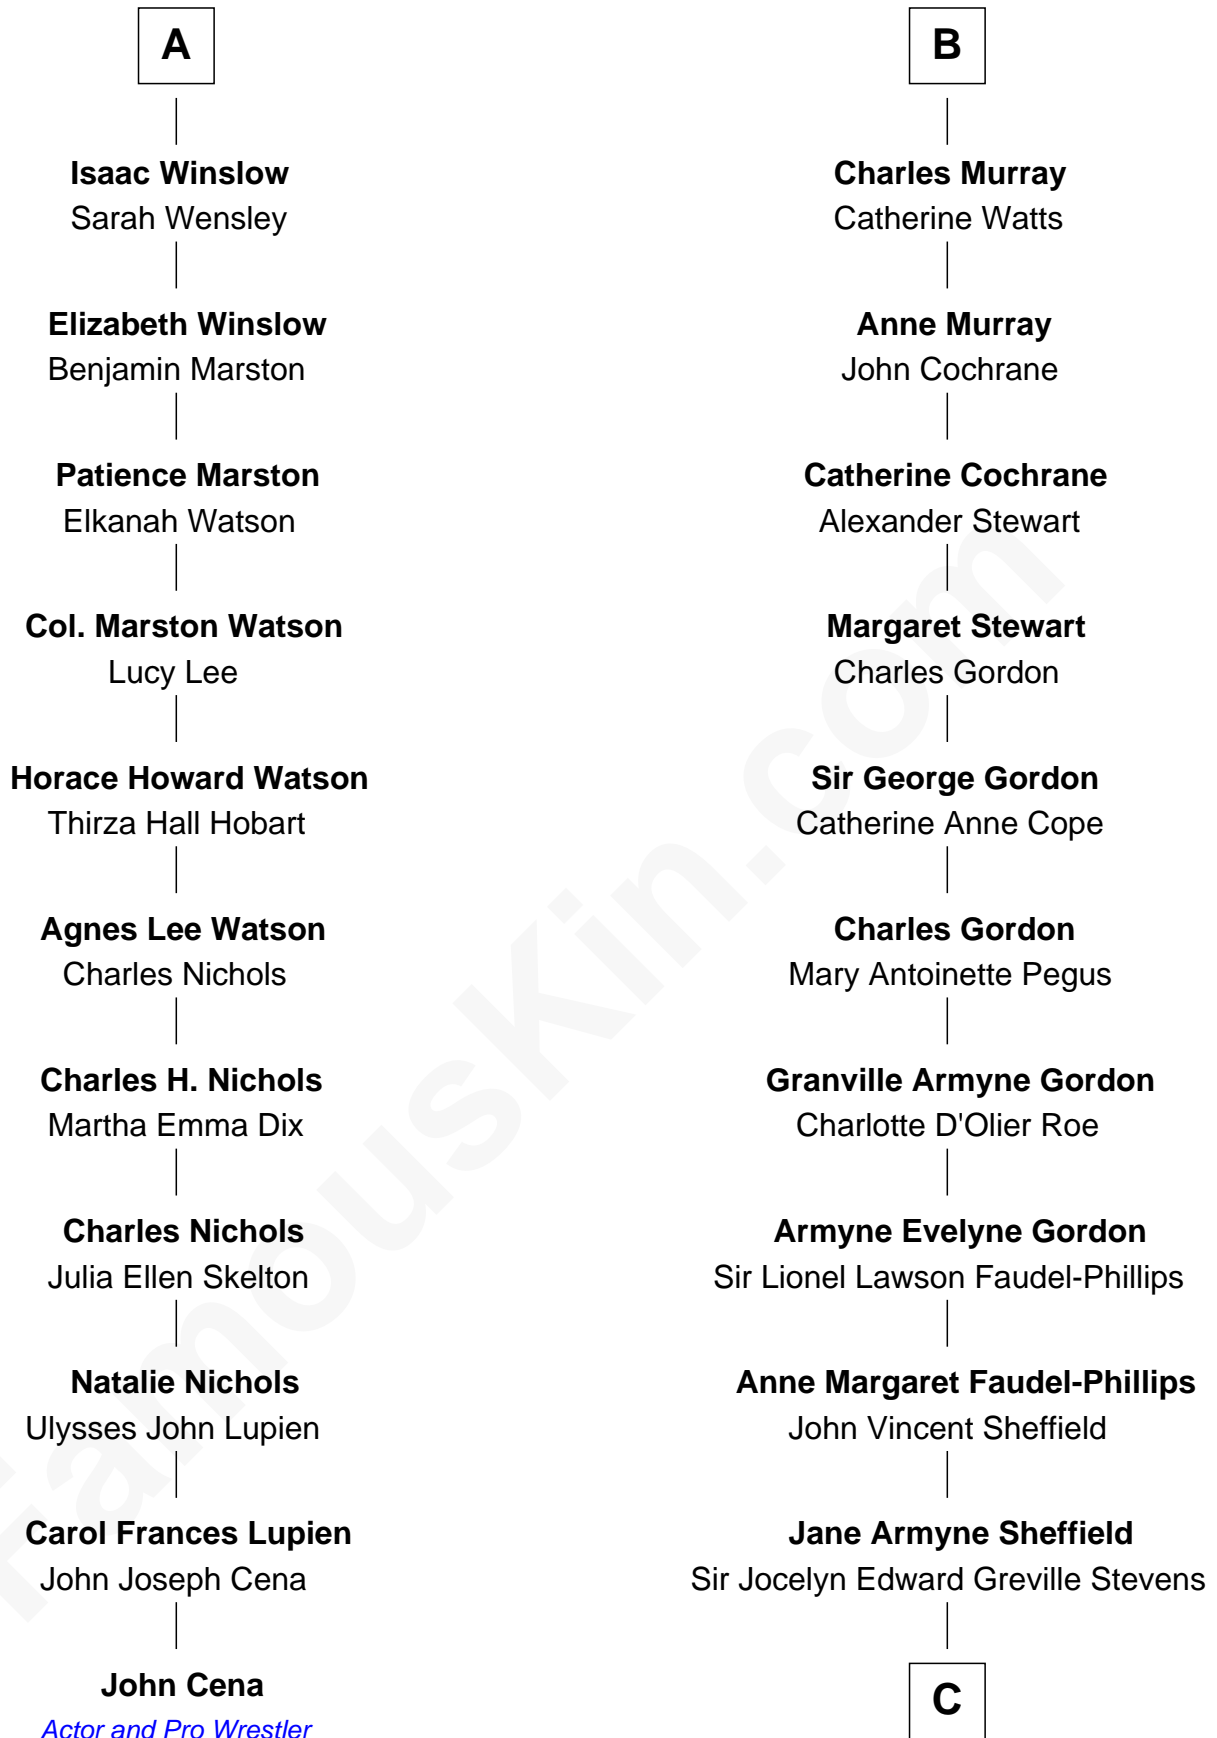 A
Isaac Winslow
Sarah Wensley
Elizabeth Winslow
Benjamin Marston
Patience Marston
Elkanah Watson
Col. Marston Watson
Lucy Lee
Horace Howard Watson
Thirza Hall Hobart
Agnes Lee Watson
Charles Nichols
Charles H. Nichols
Martha Emma Dix
Charles Nichols
Julia Ellen Skelton
Natalie Nichols
Ulysses John Lupien
Carol Frances Lupien
John Joseph Cena
John Cena
Actor and Pro Wrestler
B
Charles Murray
Catherine Watts
Anne Murray
John Cochrane
Catherine Cochrane
Alexander Stewart
Margaret Stewart
Charles Gordon
Sir George Gordon
Catherine Anne Cope
Charles Gordon
Mary Antoinette Pegus
Granville Armyne Gordon
Charlotte D'Olier Roe
Armyne Evelyne Gordon
Sir Lionel Lawson Faudel-Phillips
Anne Margaret Faudel-Phillips
John Vincent Sheffield
Jane Armyne Sheffield
Sir Jocelyn Edward Greville Stevens
C
FamousKin.com